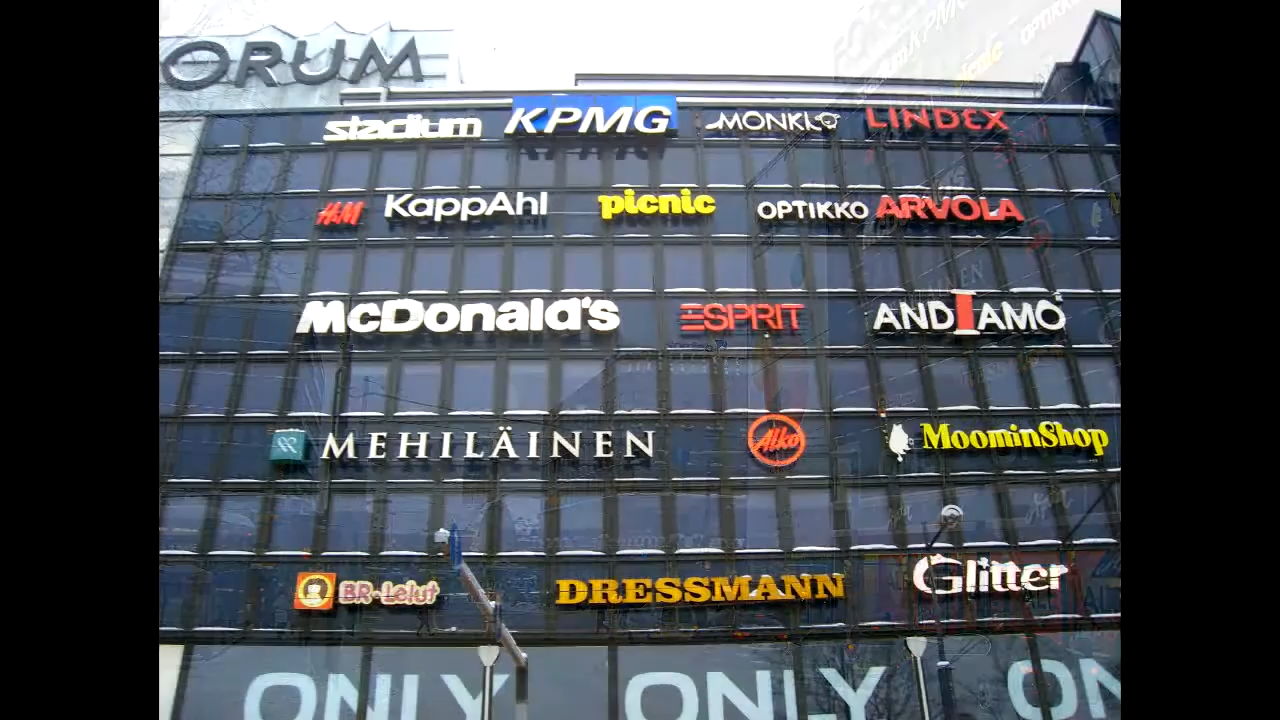 ORUM
stadium KPMG MONKI LINDEX
H&M KappAhl picnic OPTIKKO ARVOLA
McDonald's ESPRIT ANDIAMO
MEHILÄINEN Alko MoominShop
BR-Lelut DRESSMANN Glitter
ONLY ONLY ON